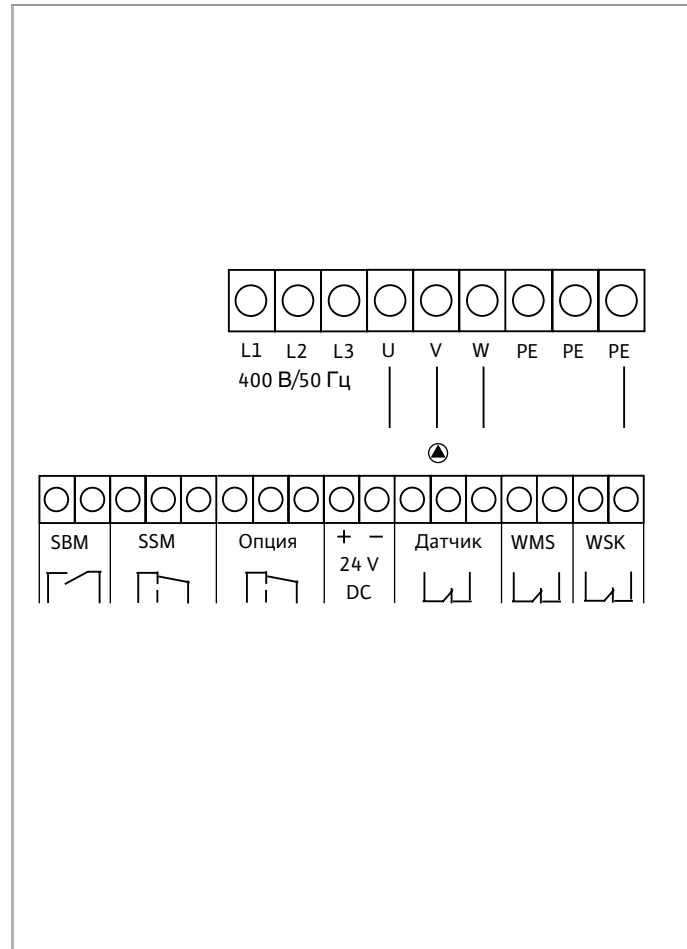 L1 L2 L3 U V W PE PE PE
400 В/50 Гц
SBM SSM Опция + − Датчик WMS WSK
24 V
DC